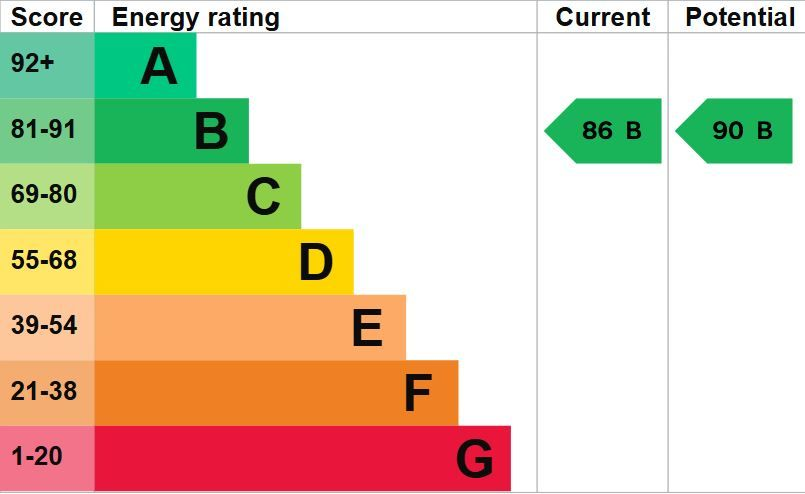 Score Energy rating Current Potential
92+ A
81-91 B 86 B 90 B
69-80 C
55-68 D
39-54 E
21-38 F
1-20 G